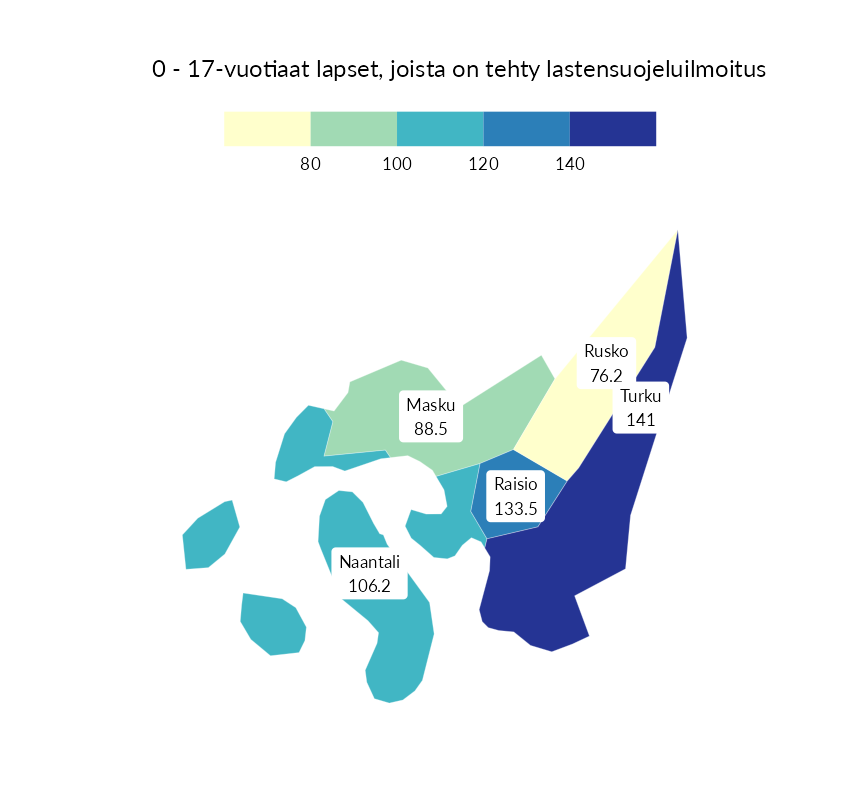 0 - 17-vuotiaat lapset, joista on tehty lastensuojeluilmoitus
80 100 120 140
Rusko
76.2
Turku
141
Masku
88.5
Raisio
133.5
Naantali
106.2